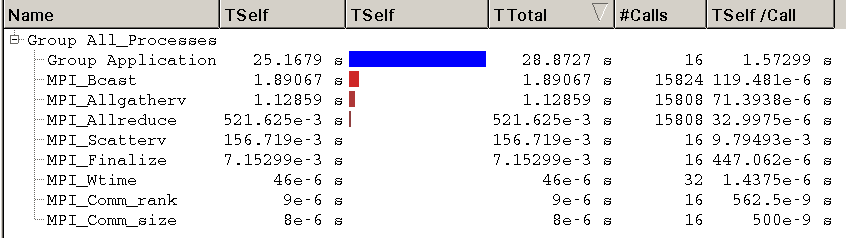 Name TSelf TSelf TTotal #Calls TSelf /Call
Group All_Processes
Group Application 25.1679 s 28.8727 s 16 1.57299 s
MPI_Bcast 1.89067 s 1.89067 s 15824 119.481e-6 s
MPI_Allgatherv 1.12859 s 1.12859 s 15808 71.3938e-6 s
MPI_Allreduce 521.625e-3 s 521.625e-3 s 15808 32.9975e-6 s
MPI_Scatterv 156.719e-3 s 156.719e-3 s 16 9.79493e-3 s
MPI_Finalize 7.15299e-3 s 7.15299e-3 s 16 447.062e-6 s
MPI_Wtime 46e-6 s 46e-6 s 32 1.4375e-6 s
MPI_Comm_rank 9e-6 s 9e-6 s 16 562.5e-9 s
MPI_Comm_size 8e-6 s 8e-6 s 16 500e-9 s